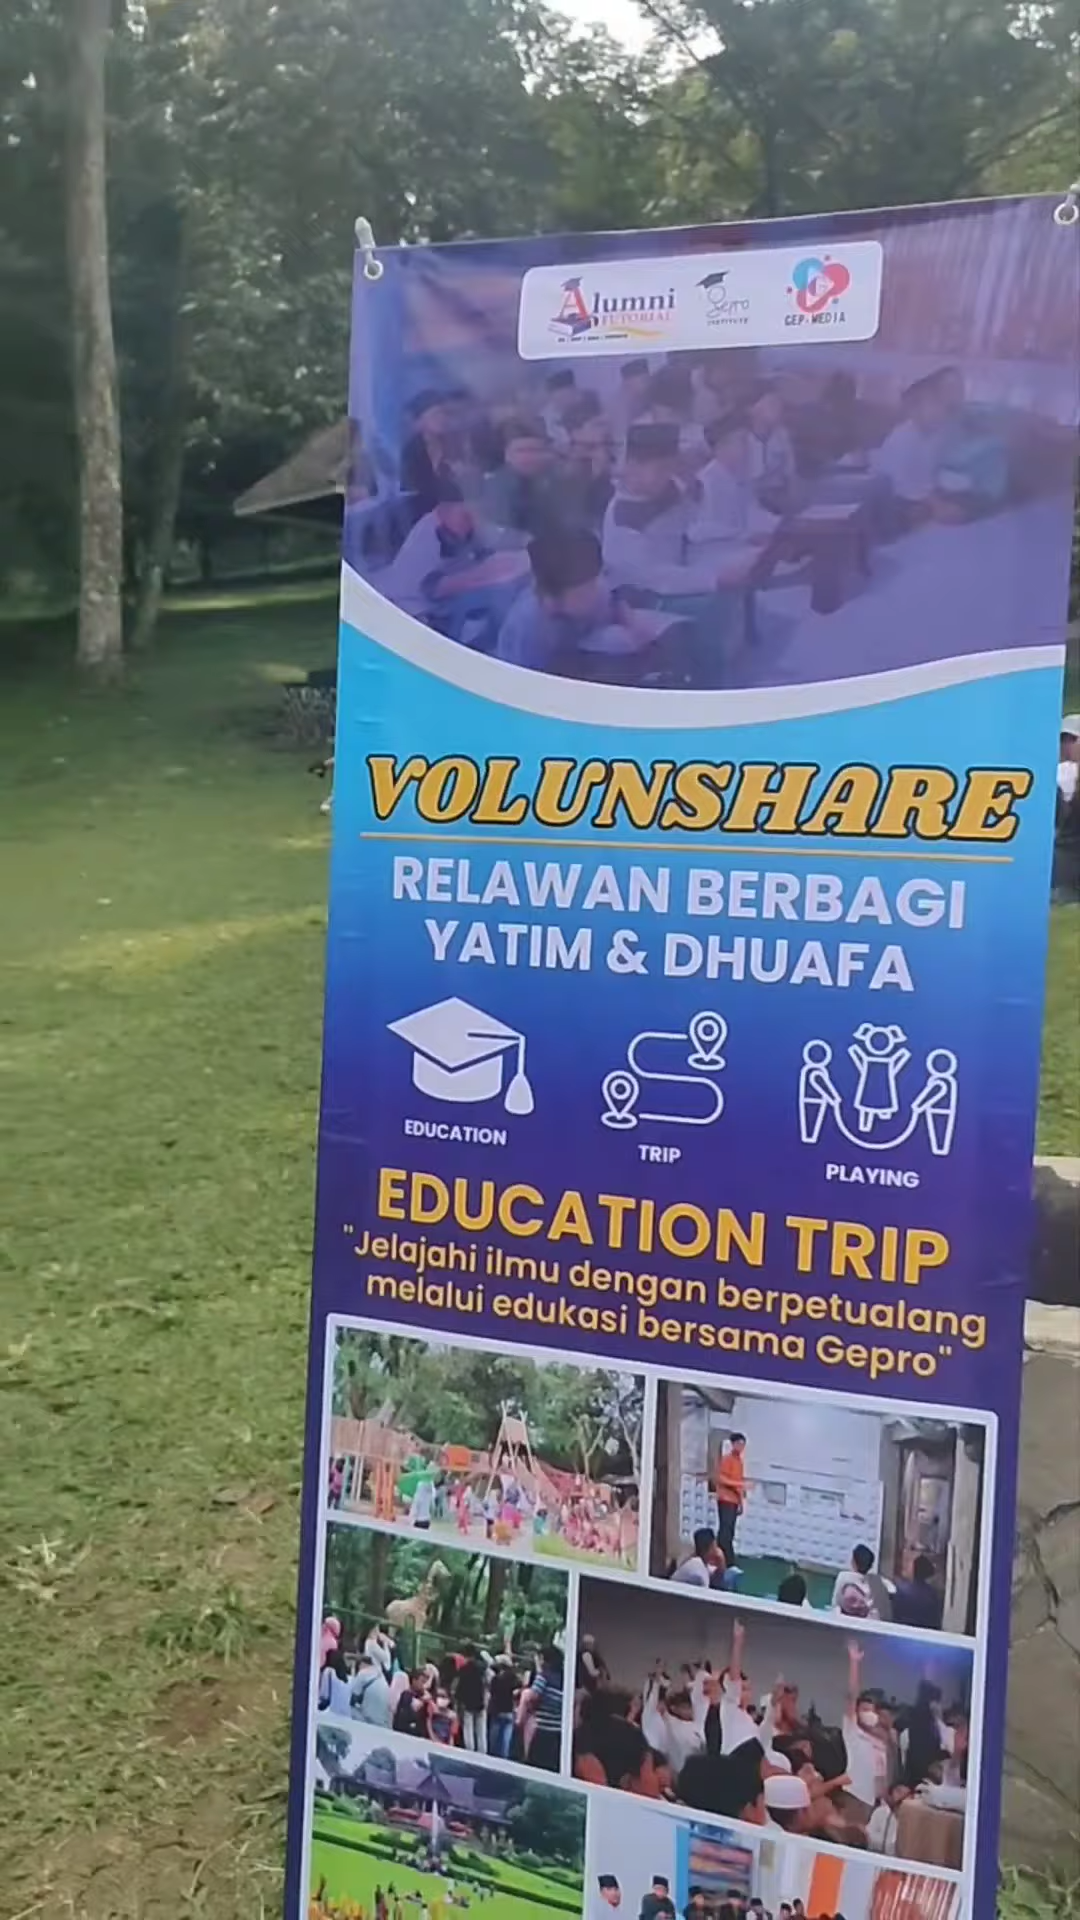 Alumni
TUTORIAL
Gepro
INSTITUTE
GEP-MEDIA
VOLUNSHARE
RELAWAN BERBAGI
YATIM & DHUAFA
EDUCATION
TRIP
PLAYING
EDUCATION TRIP
"Jelajahi ilmu dengan berpetualang
melalui edukasi bersama Gepro"